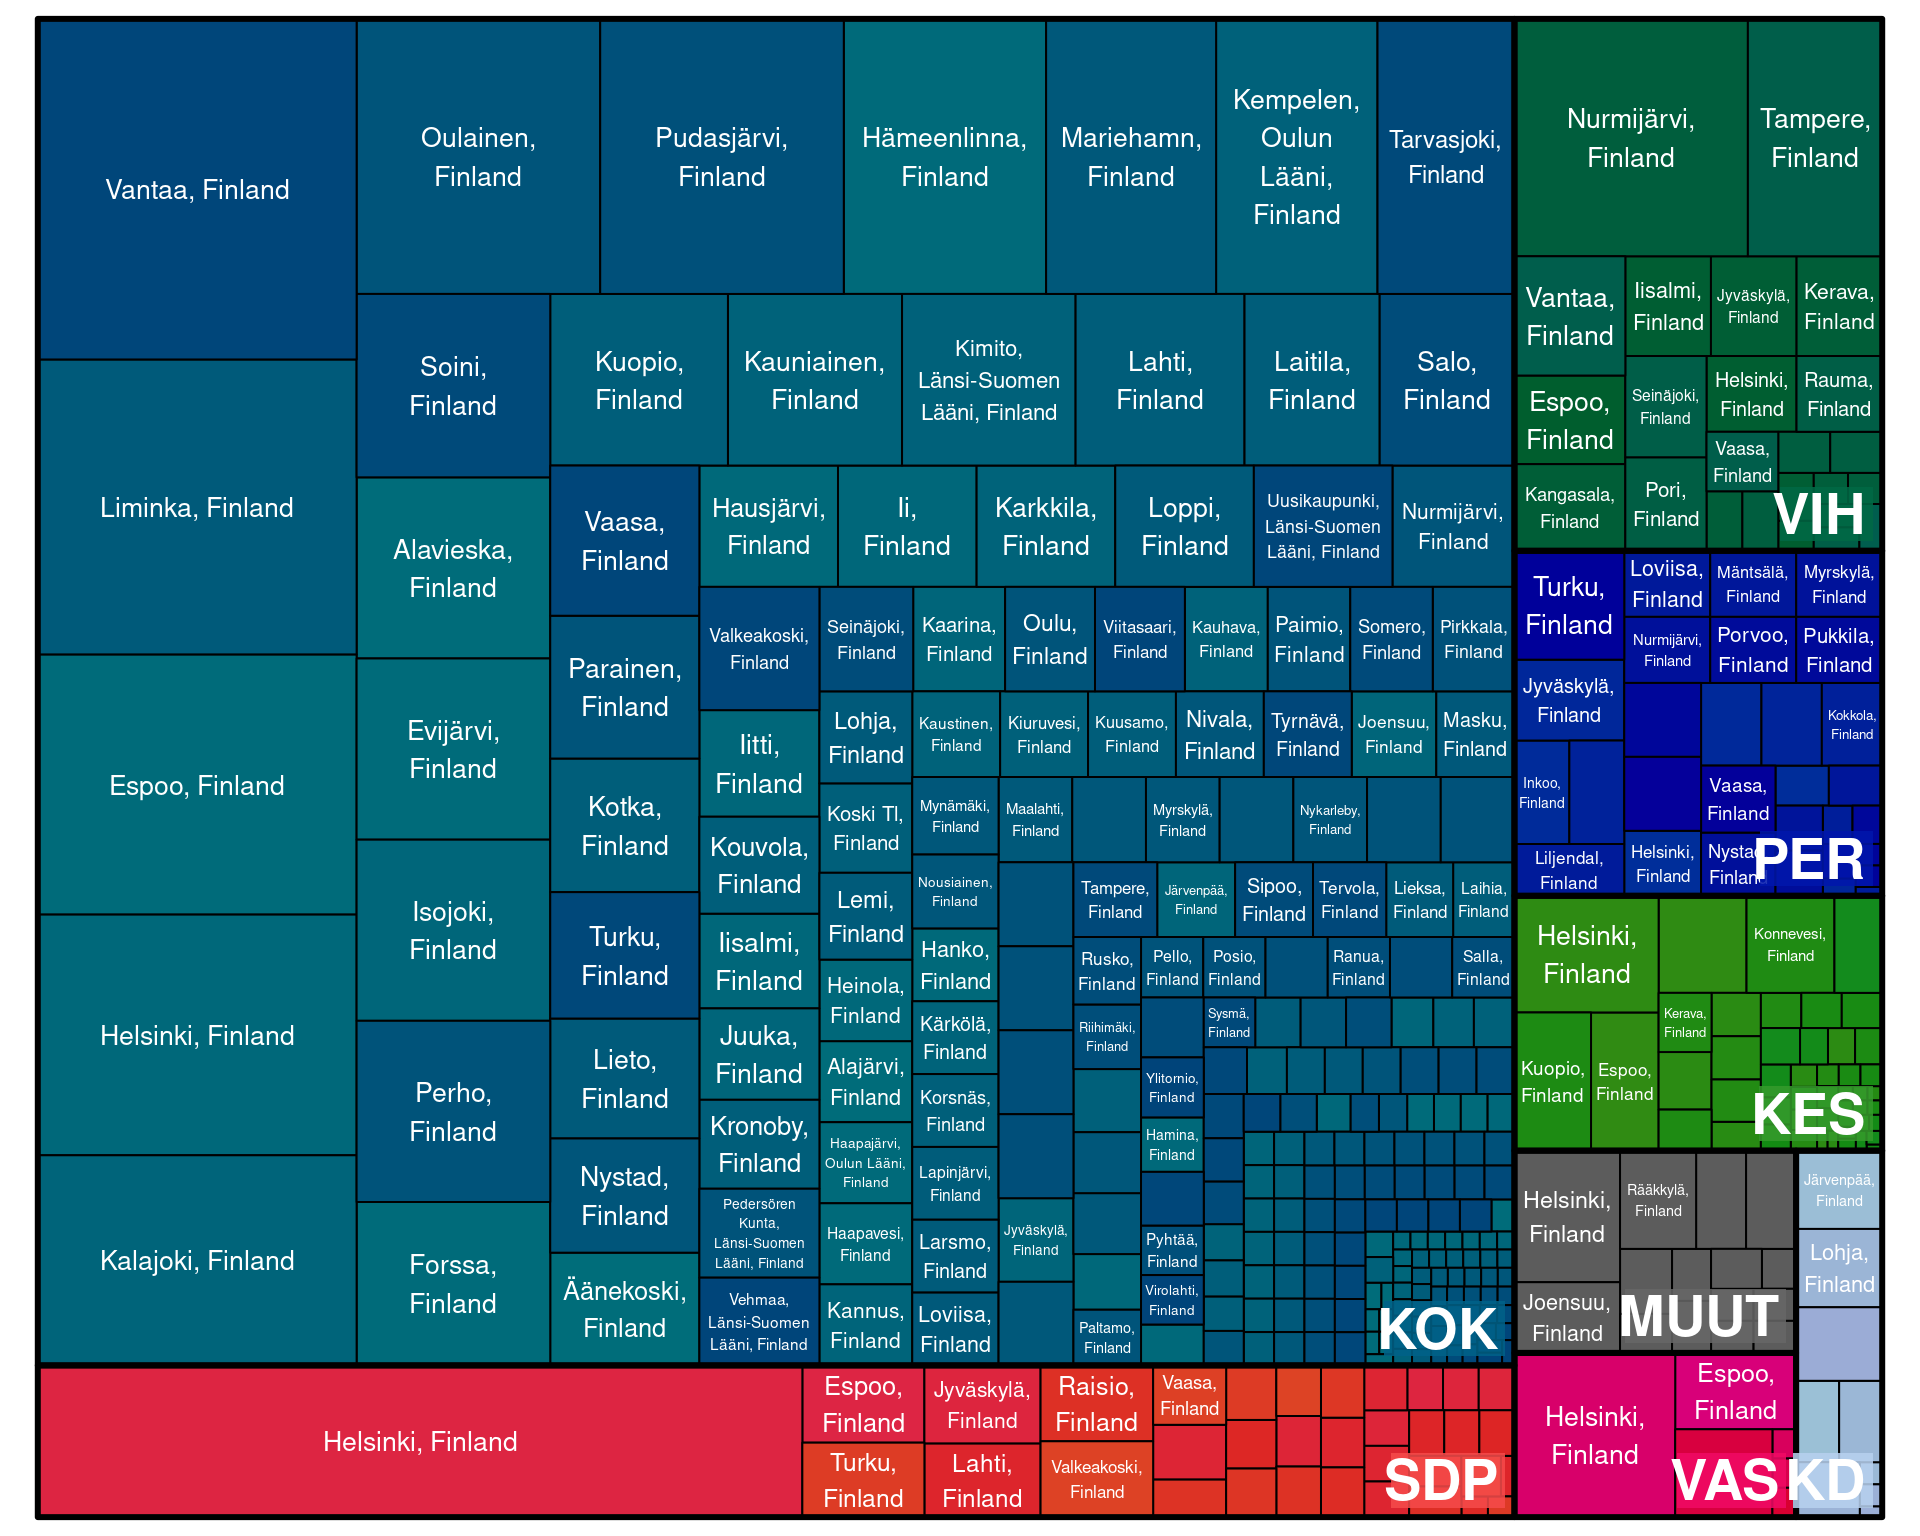 Vantaa, Finland
Liminka, Finland
Espoo, Finland
Helsinki, Finland
Kalajoki, Finland
Oulainen,
Finland
Pudasjärvi,
Finland
Hämeenlinna,
Finland
Mariehamn,
Finland
Kempelen,
Oulun
Lääni,
Finland
Tarvasjoki,
Finland
Soini,
Finland
Alavieska,
Finland
Evijärvi,
Finland
Isojoki,
Finland
Perho,
Finland
Forssa,
Finland
Kuopio,
Finland
Kauniainen,
Finland
Kimito,
Länsi-Suomen
Lääni, Finland
Lahti,
Finland
Laitila,
Finland
Salo,
Finland
Vaasa,
Finland
Parainen,
Finland
Kotka,
Finland
Turku,
Finland
Lieto,
Finland
Nystad,
Finland
Äänekoski,
Finland
Hausjärvi,
Finland
Ii,
Finland
Karkkila,
Finland
Loppi,
Finland
Uusikaupunki,
Länsi-Suomen
Lääni, Finland
Nurmijärvi,
Finland
Valkeakoski,
Finland
Iitti,
Finland
Kouvola,
Finland
Iisalmi,
Finland
Juuka,
Finland
Kronoby,
Finland
Pedersören
Kunta,
Länsi-Suomen
Lääni, Finland
Vehmaa,
Länsi-Suomen
Lääni, Finland
Seinäjoki,
Finland
Kaarina,
Finland
Oulu,
Finland
Viitasaari,
Finland
Kauhava,
Finland
Paimio,
Finland
Somero,
Finland
Pirkkala,
Finland
Lohja,
Finland
Koski Tl,
Finland
Lemi,
Finland
Heinola,
Finland
Alajärvi,
Finland
Haapajärvi,
Oulun Lääni,
Finland
Haapavesi,
Finland
Kannus,
Finland
Kaustinen,
Finland
Kiuruvesi,
Finland
Kuusamo,
Finland
Nivala,
Finland
Tyrnävä,
Finland
Joensuu,
Finland
Masku,
Finland
Mynämäki,
Finland
Nousiainen,
Finland
Hanko,
Finland
Kärkölä,
Finland
Korsnäs,
Finland
Lapinjärvi,
Finland
Larsmo,
Finland
Loviisa,
Finland
Maalahti,
Finland
Myrskylä,
Finland
Nykarleby,
Finland
Jyväskylä,
Finland
Tampere,
Finland
Järvenpää,
Finland
Sipoo,
Finland
Tervola,
Finland
Lieksa,
Finland
Laihia,
Finland
Rusko,
Finland
Riihimäki,
Finland
Paltamo,
Finland
Pello,
Finland
Posio,
Finland
Ranua,
Finland
Salla,
Finland
Ylitornio,
Finland
Hamina,
Finland
Pyhtää,
Finland
Virolahti,
Finland
Sysmä,
Finland
KOK
Helsinki, Finland
Espoo,
Finland
Turku,
Finland
Jyväskylä,
Finland
Lahti,
Finland
Raisio,
Finland
Valkeakoski,
Finland
Vaasa,
Finland
SDP
Nurmijärvi,
Finland
Tampere,
Finland
Vantaa,
Finland
Espoo,
Finland
Kangasala,
Finland
Iisalmi,
Finland
Jyväskylä,
Finland
Kerava,
Finland
Seinäjoki,
Finland
Pori,
Finland
Helsinki,
Finland
Rauma,
Finland
Vaasa,
Finland
VIH
Turku,
Finland
Jyväskylä,
Finland
Inkoo,
Finland
Liljendal,
Finland
Loviisa,
Finland
Mäntsälä,
Finland
Myrskylä,
Finland
Nurmijärvi,
Finland
Porvoo,
Finland
Pukkila,
Finland
Helsinki,
Finland
Kokkola,
Finland
Vaasa,
Finland
Nystad,
Finland
PER
Helsinki,
Finland
Kuopio,
Finland
Espoo,
Finland
Konnevesi,
Finland
Kerava,
Finland
KES
Helsinki,
Finland
Joensuu,
Finland
Rääkkylä,
Finland
MUUT
Helsinki,
Finland
Espoo,
Finland
VAS
Järvenpää,
Finland
Lohja,
Finland
KD